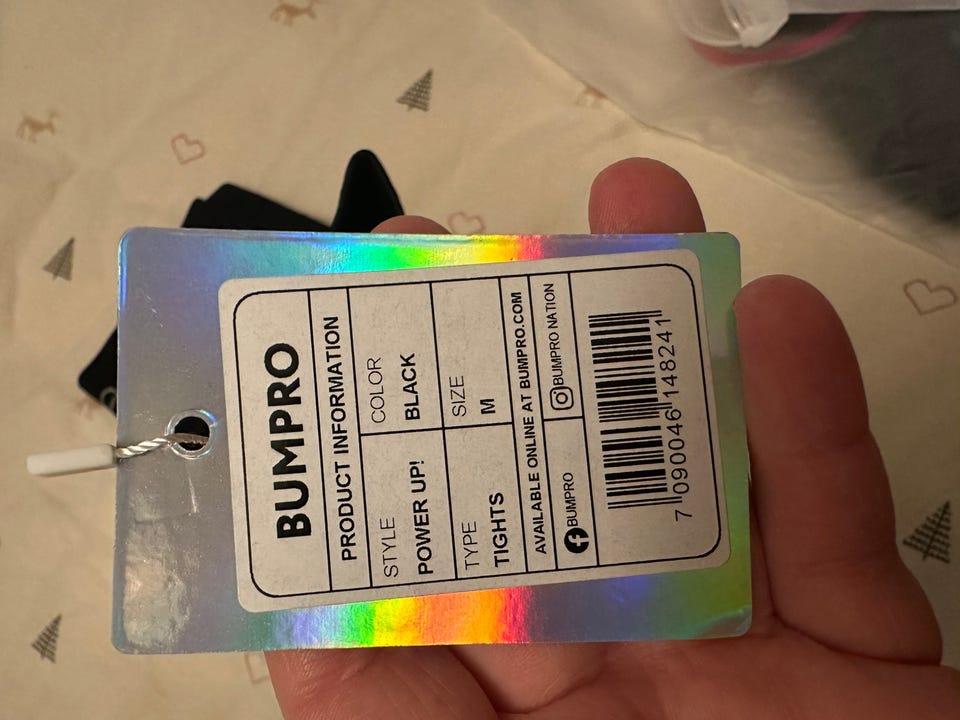 BUMPRO
PRODUCT INFORMATION
STYLE
POWER UP!
COLOR
BLACK
TYPE
TIGHTS
SIZE
M
AVAILABLE ONLINE AT BUMPRO.COM
BUMPRO
BUMPRO NATION
7 090046 148241